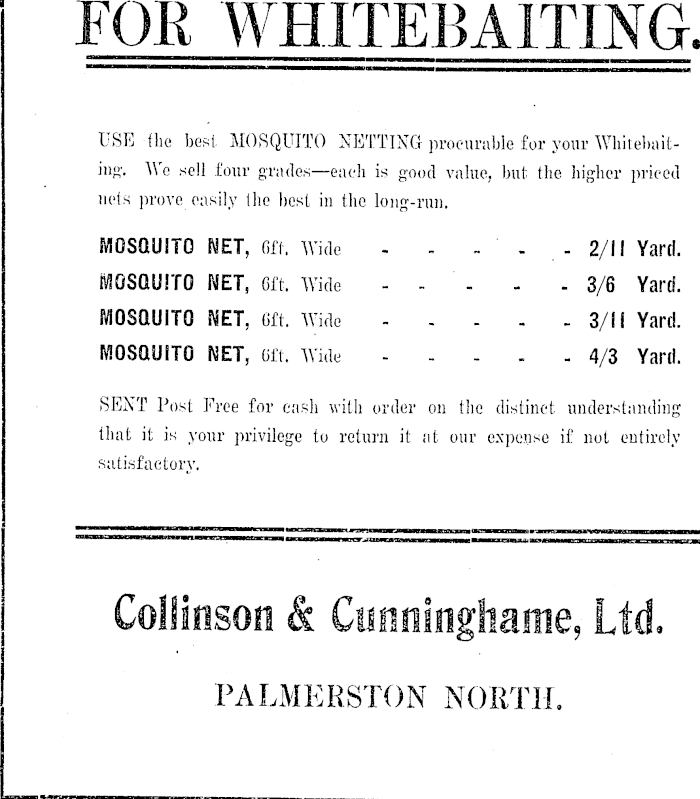 FOR WHITEBAITING.
USE the best MOSQUITO NETTING procurable for your Whitebait-
ing. We sell four grades—each is good value, but the higher priced
nets prove easily the best in the long-run.
MOSQUITO NET, 6ft. Wide - - - - - 2/11 Yard.
MOSQUITO NET, 6ft. Wide - - - - - 3/6 Yard.
MOSQUITO NET, 6ft. Wide - - - - - 3/11 Yard.
MOSQUITO NET, 6ft. Wide - - - - - 4/3 Yard.
SENT Post Free for cash with order on the distinct understanding
that it is your privilege to return it at our expense if not entirely
satisfactory.
Collinson & Cunninghame, Ltd.
PALMERSTON NORTH.